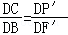 DC/DB = DP′/DF′